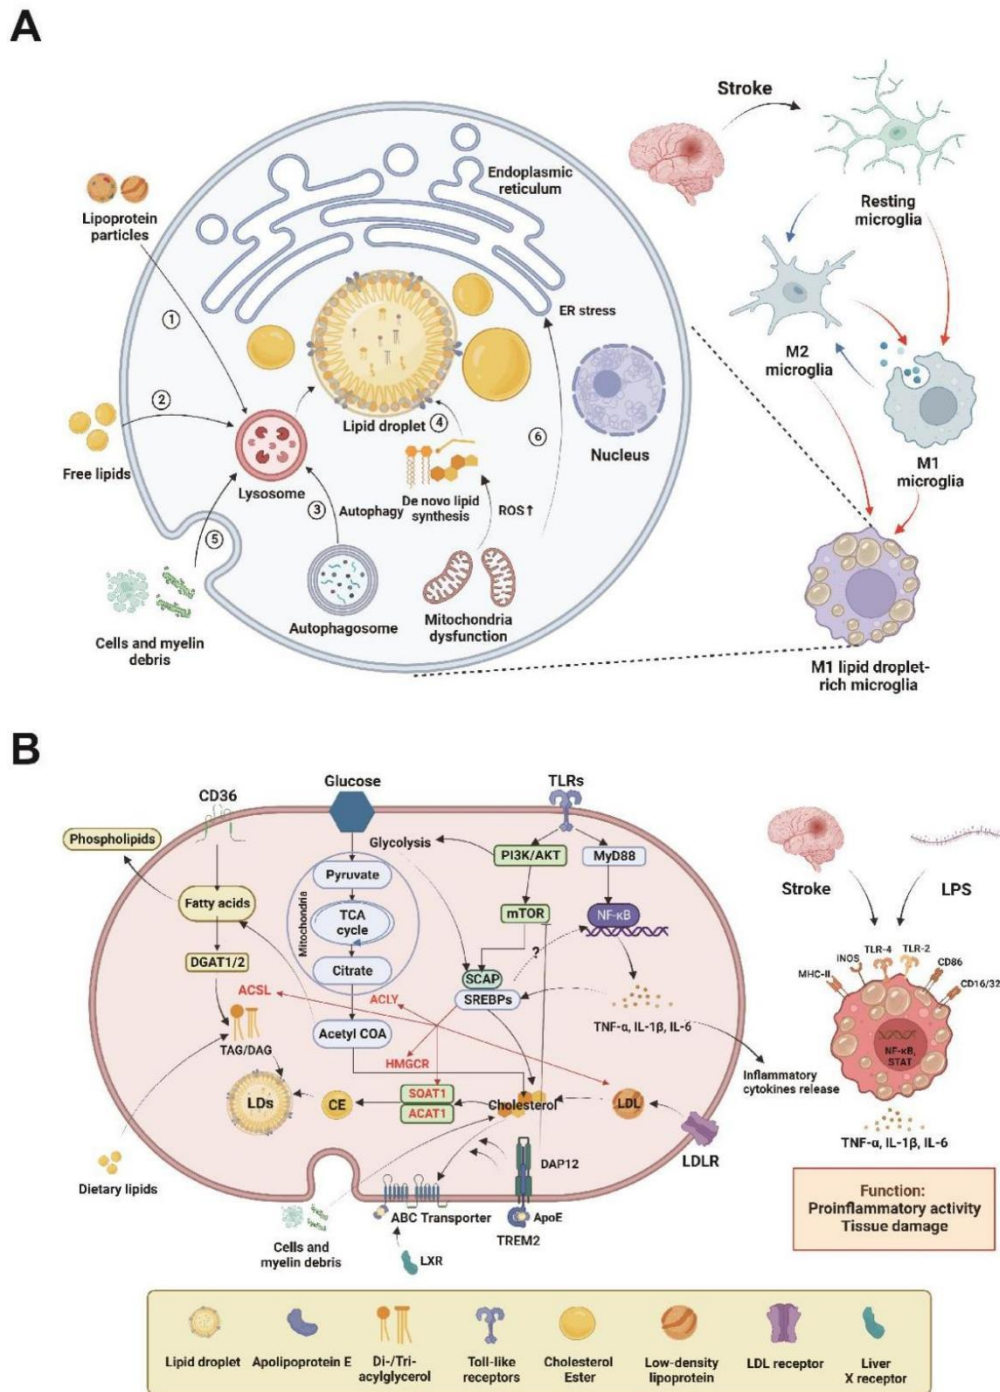 A
Stroke
Endoplasmic
reticulum
Lipoprotein
particles
Resting
microglia
1
ER stress
M2
microglia
2
Lipid droplet
4
6
Free lipids
Nucleus
M1
microglia
Lysosome
De novo lipid
synthesis
3
Autophagy
ROS↑
5
Cells and myelin
debris
Autophagosome
Mitochondria
dysfunction
M1 lipid droplet-
rich microglia
B
CD36
Glucose
TLRs
Phospholipids
Glycolysis
PI3K/AKT
MyD88
Stroke
LPS
Pyruvate
Fatty acids
Mitochondria
TCA
cycle
mTOR
NF-κB
DGAT1/2
Citrate
?
SCAP
SREBPs
ACSL
ACLY
TNF-α, IL-1β, IL-6
MHC-II
iNOS
TLR-4
TLR-2
CD86
CD16/32
NF-κB,
STAT
TAG/DAG
Acetyl COA
HMGCR
Inflammatory
cytokines release
LDs
CE
SOAT1
ACAT1
Cholesterol
LDL
LDLR
TNF-α, IL-1β, IL-6
Dietary lipids
DAP12
Cells and
myelin debris
ABC Transporter
ApoE
TREM2
LXR
Function:
Proinflammatory activity
Tissue damage
Lipid droplet
Apolipoprotein E
Di-/Tri-
acylglycerol
Toll-like
receptors
Cholesterol
Ester
Low-density
lipoprotein
LDL receptor
Liver
X receptor